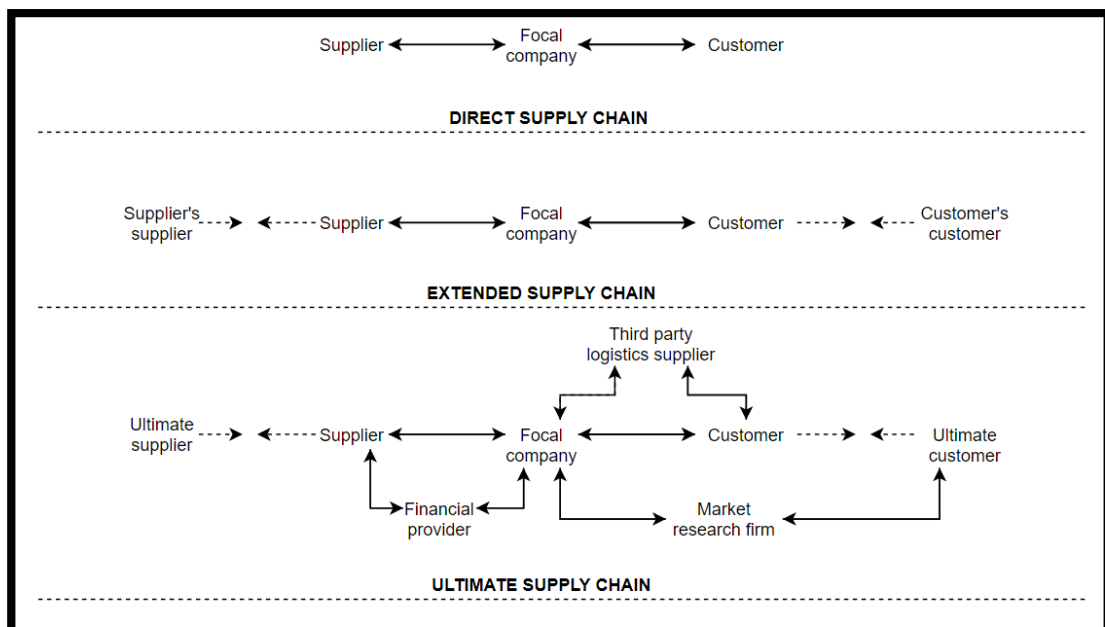 Supplier
Focal
company
Customer
DIRECT SUPPLY CHAIN
Supplier's
supplier
Supplier
Focal
company
Customer
Customer's
customer
EXTENDED SUPPLY CHAIN
Third party
logistics supplier
Ultimate
supplier
Supplier
Focal
company
Customer
Ultimate
customer
Financial
provider
Market
research firm
ULTIMATE SUPPLY CHAIN